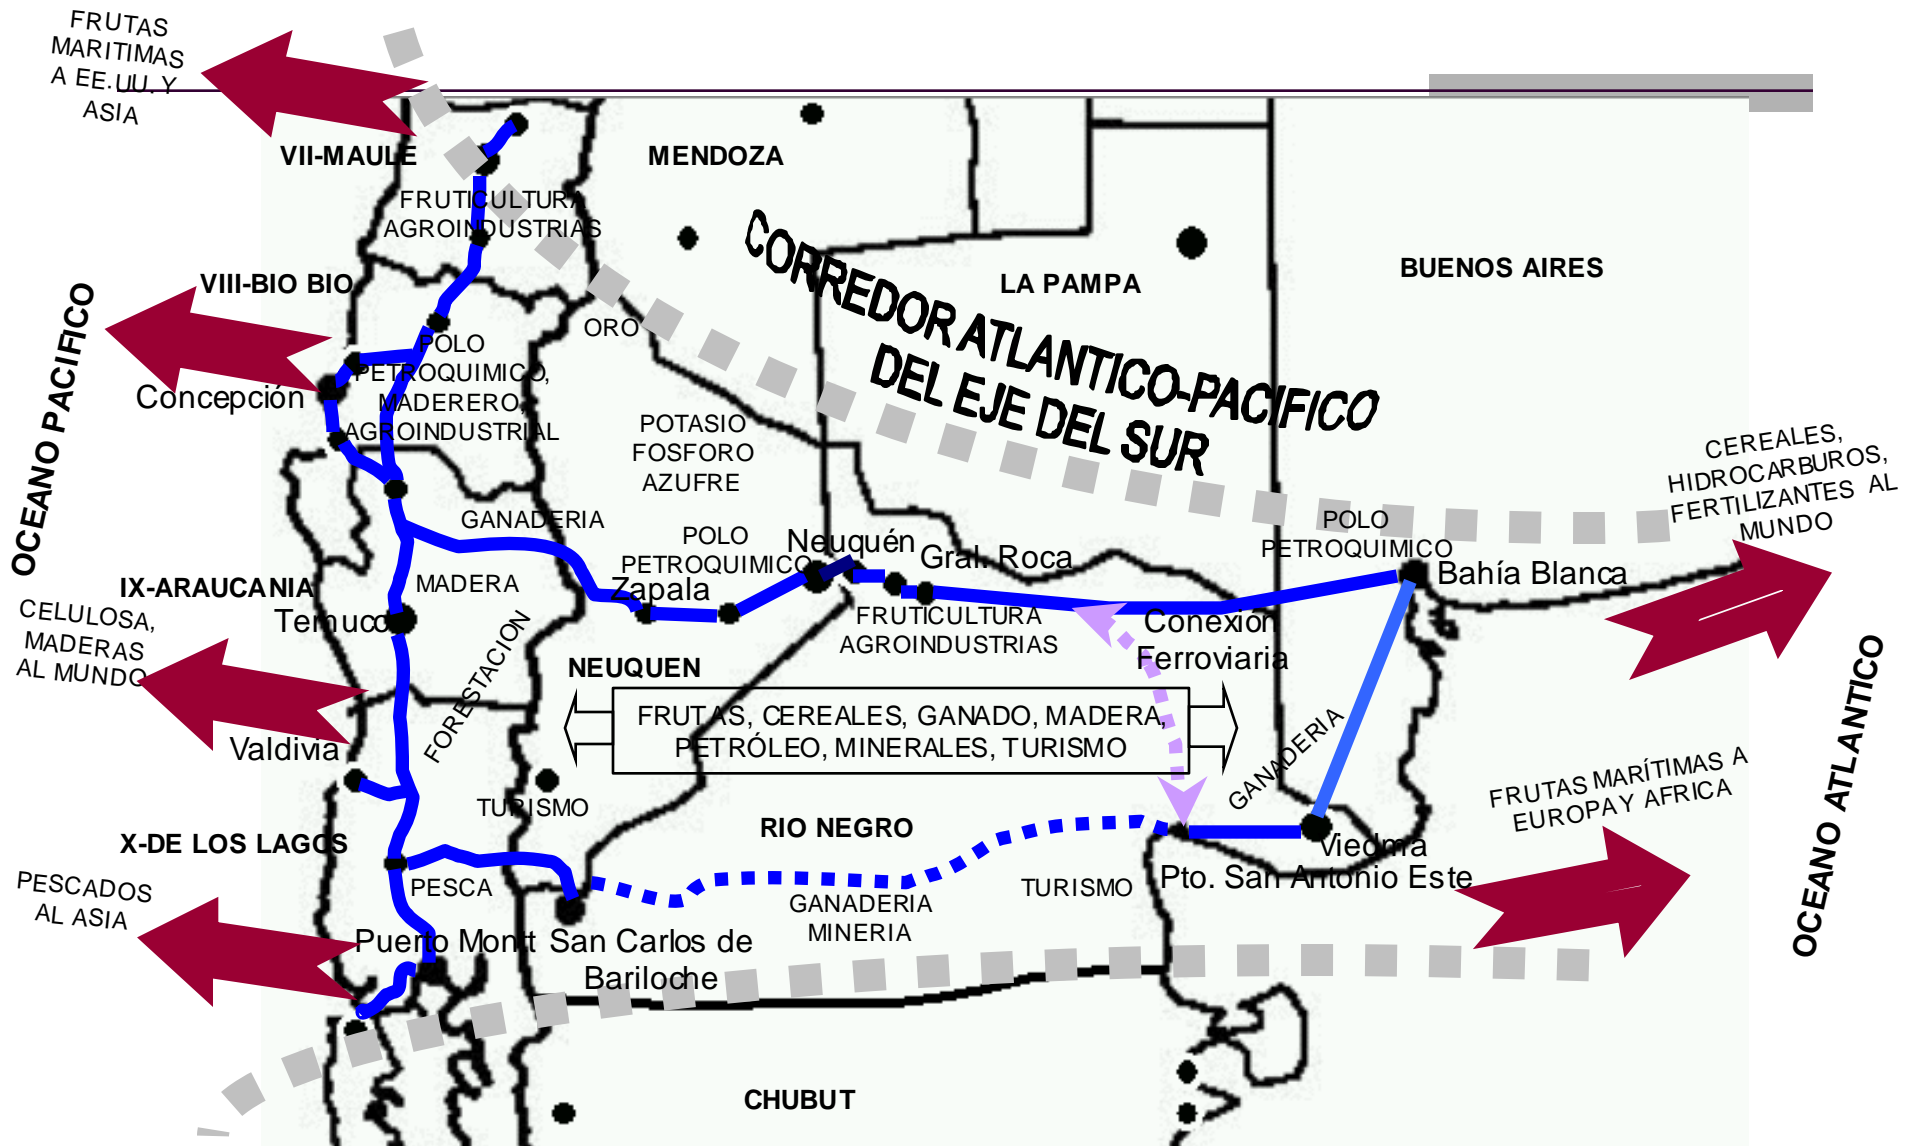 FRUTAS
MARITIMAS
A EE.UU. Y
ASIA
VII-MAULE
MENDOZA
FRUTICULTURA
AGROINDUSTRIAS
CORREDOR ATLANTICO-PACIFICO
DEL EJE DEL SUR
LA PAMPA
BUENOS AIRES
VIII-BIO BIO
ORO
OCEANO PACIFICO
Concepción
POLO
PETROQUIMICO,
MADERERO,
AGROINDUSTRIAL
POTASIO
FOSFORO
AZUFRE
CEREALES,
HIDROCARBUROS,
FERTILIZANTES AL
MUNDO
GANADERIA
POLO
PETROQUIMICO
Neuquén
Gral. Roca
POLO
PETROQUIMICO
Bahía Blanca
IX-ARAUCANIA
MADERA
Zapala
Temuco
CELULOSA,
MADERAS
AL MUNDO
FRUTICULTURA
AGROINDUSTRIAS
Conexión
Ferroviaria
FORESTACION
NEUQUEN
FRUTAS, CEREALES, GANADO, MADERA,
PETRÓLEO, MINERALES, TURISMO
GANADERIA
OCEANO ATLANTICO
Valdivia
TURISMO
FRUTAS MARÍTIMAS A
EUROPA Y AFRICA
RIO NEGRO
X-DE LOS LAGOS
Viedma
PESCA
TURISMO
Pto. San Antonio Este
PESCADOS
AL ASIA
GANADERIA
MINERIA
Puerto Montt
San Carlos de
Bariloche
CHUBUT